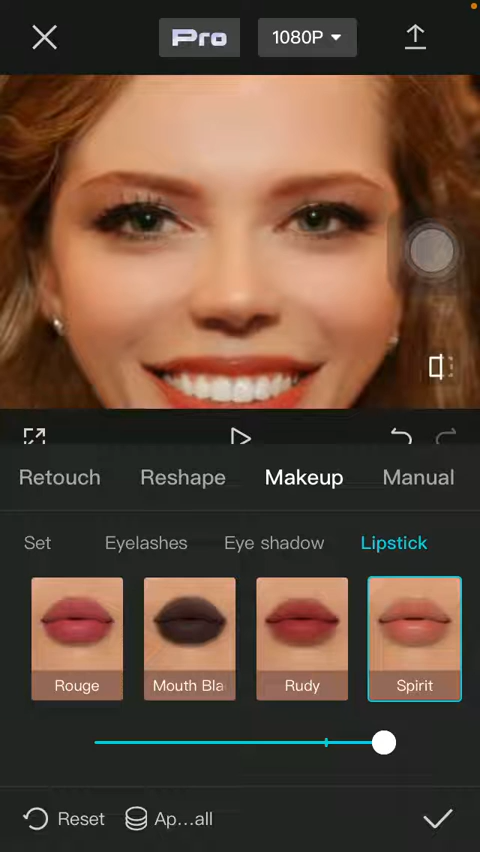 Pro 1080P
Retouch Reshape Makeup Manual
Set Eyelashes Eye shadow Lipstick
Rouge Mouth Bla Rudy Spirit
Reset Ap...all